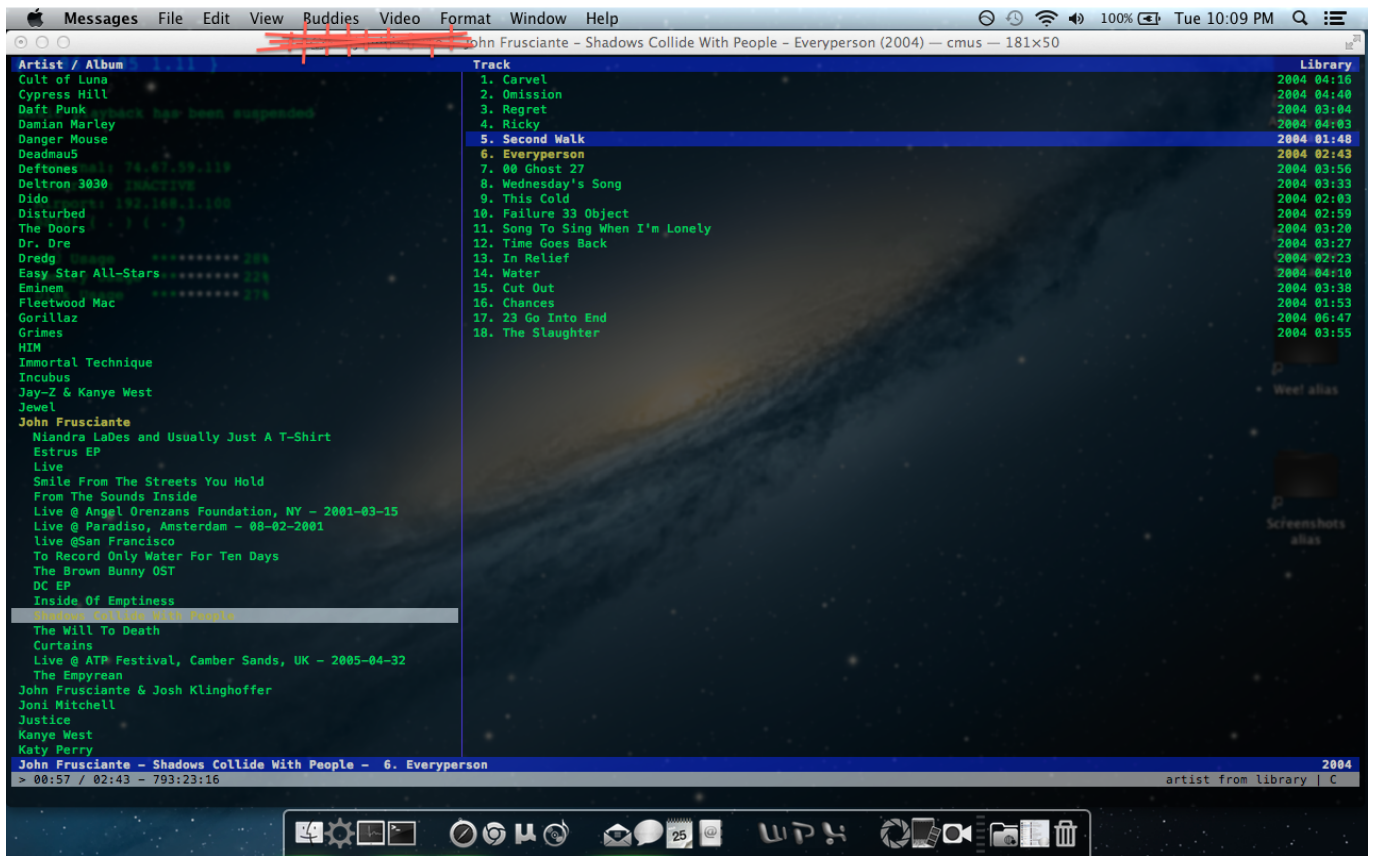 Messages File Edit View Buddies Video Format Window Help 100% Tue 10:09 PM
John Frusciante – Shadows Collide With People – Everyperson (2004) — cmus — 181×50
Artist / Album Track Library
Cult of Luna 1. Carvel 2004 04:16
Cypress Hill 2. Omission 2004 04:40
Daft Punk 3. Regret 2004 03:04
Damian Marley 4. Ricky 2004 04:03
Danger Mouse 5. Second Walk 2004 01:48
Deadmau5 6. Everyperson 2004 02:43
Deftones 7. 00 Ghost 27 2004 03:56
Deltron 3030 8. Wednesday's Song 2004 03:33
Dido 9. This Cold 2004 02:03
Disturbed 10. Failure 33 Object 2004 02:59
The Doors 11. Song To Sing When I'm Lonely 2004 03:20
Dr. Dre 12. Time Goes Back 2004 03:27
Dredg 13. In Relief 2004 02:23
Easy Star All-Stars 14. Water 2004 04:10
Eminem 15. Cut Out 2004 03:38
Fleetwood Mac 16. Chances 2004 01:53
Gorillaz 17. 23 Go Into End 2004 06:47
Grimes 18. The Slaughter 2004 03:55
HIM
Immortal Technique
Incubus
Jay-Z & Kanye West
Wee! alias
Jewel
John Frusciante
Niandra LaDes and Usually Just A T-Shirt
Estrus EP
Live
Smile From The Streets You Hold
From The Sounds Inside
Live @ Angel Orenzans Foundation, NY – 2001-03-15
Live @ Paradiso, Amsterdam – 08-02-2001
Screenshots
live @San Francisco
alias
To Record Only Water For Ten Days
The Brown Bunny OST
DC EP
Inside Of Emptiness
Shadows Collide With People
The Will To Death
Curtains
Live @ ATP Festival, Camber Sands, UK – 2005-04-32
The Empyrean
John Frusciante & Josh Klinghoffer
Joni Mitchell
Justice
Kanye West
Katy Perry
John Frusciante – Shadows Collide With People – 6. Everyperson 2004
> 00:57 / 02:43 – 793:23:16 artist from library | C
25